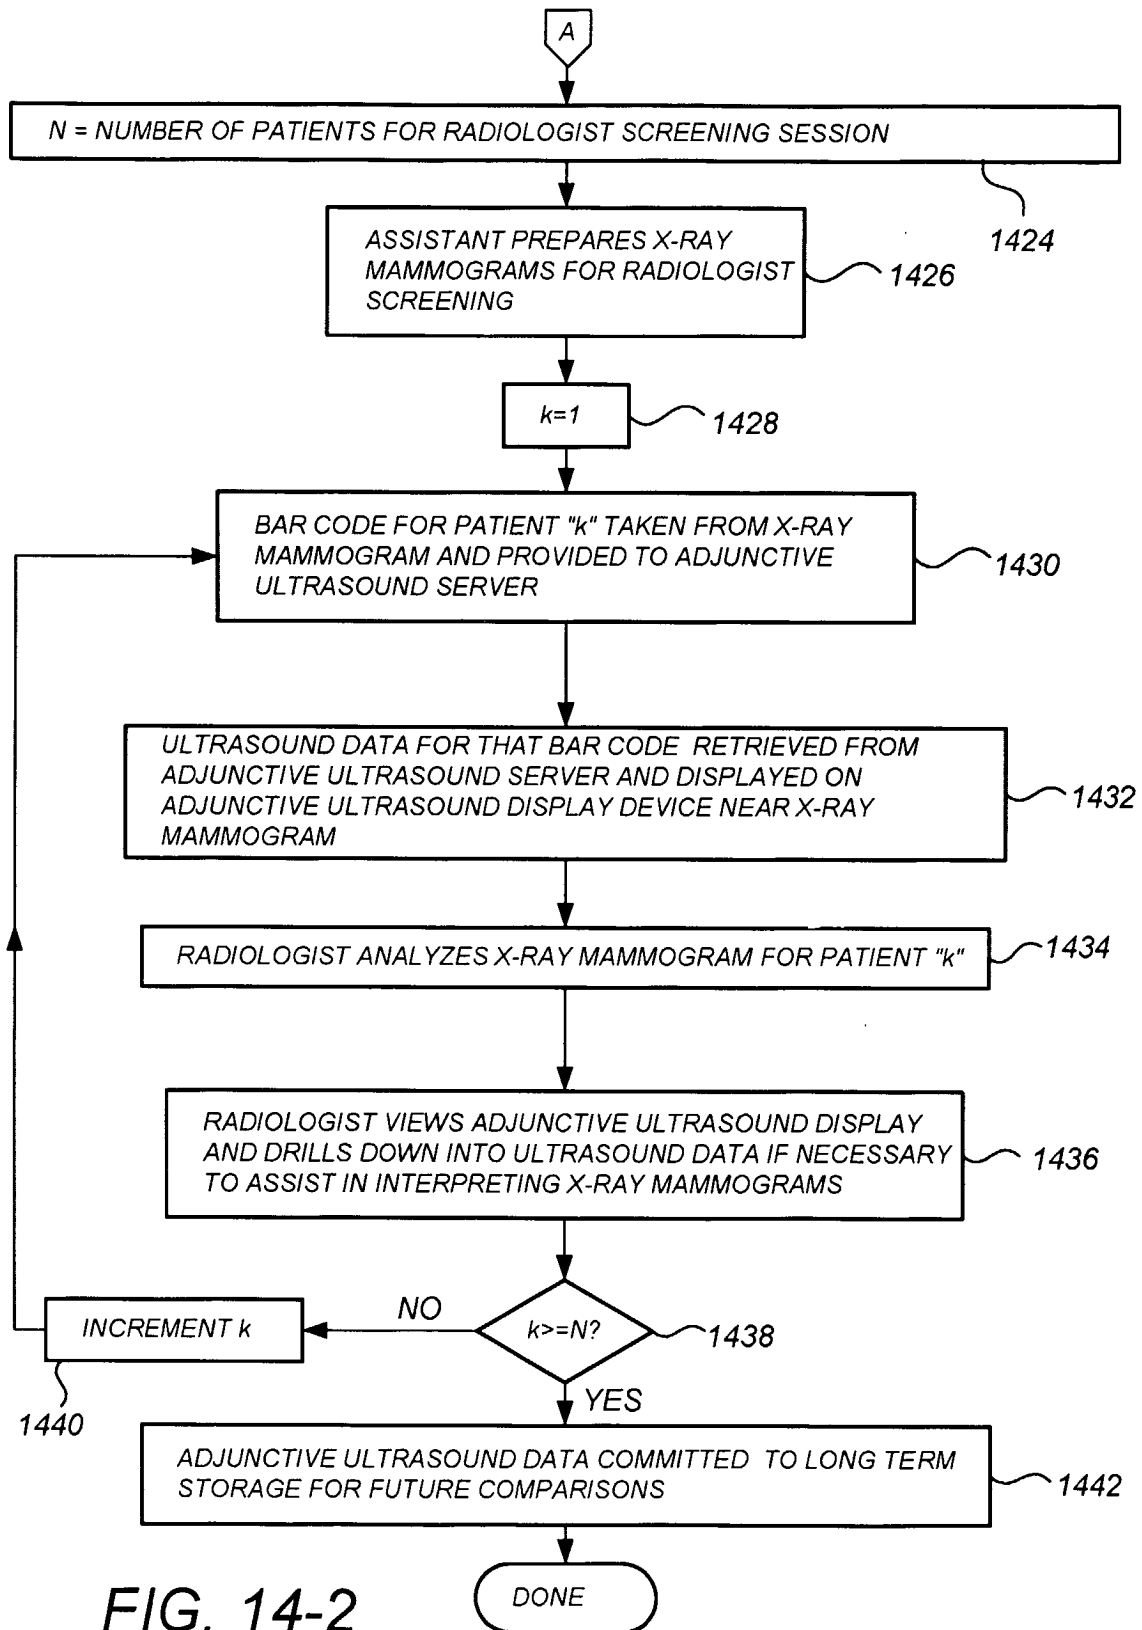 A
N = NUMBER OF PATIENTS FOR RADIOLOGIST SCREENING SESSION
1424
ASSISTANT PREPARES X-RAY
MAMMOGRAMS FOR RADIOLOGIST
SCREENING
1426
k=1
1428
BAR CODE FOR PATIENT "k" TAKEN FROM X-RAY
MAMMOGRAM AND PROVIDED TO ADJUNCTIVE
ULTRASOUND SERVER
1430
ULTRASOUND DATA FOR THAT BAR CODE RETRIEVED FROM
ADJUNCTIVE ULTRASOUND SERVER AND DISPLAYED ON
ADJUNCTIVE ULTRASOUND DISPLAY DEVICE NEAR X-RAY
MAMMOGRAM
1432
RADIOLOGIST ANALYZES X-RAY MAMMOGRAM FOR PATIENT "k"
1434
RADIOLOGIST VIEWS ADJUNCTIVE ULTRASOUND DISPLAY
AND DRILLS DOWN INTO ULTRASOUND DATA IF NECESSARY
TO ASSIST IN INTERPRETING X-RAY MAMMOGRAMS
1436
k>=N?
1438
NO
INCREMENT k
1440
YES
ADJUNCTIVE ULTRASOUND DATA COMMITTED TO LONG TERM
STORAGE FOR FUTURE COMPARISONS
1442
DONE
FIG. 14-2